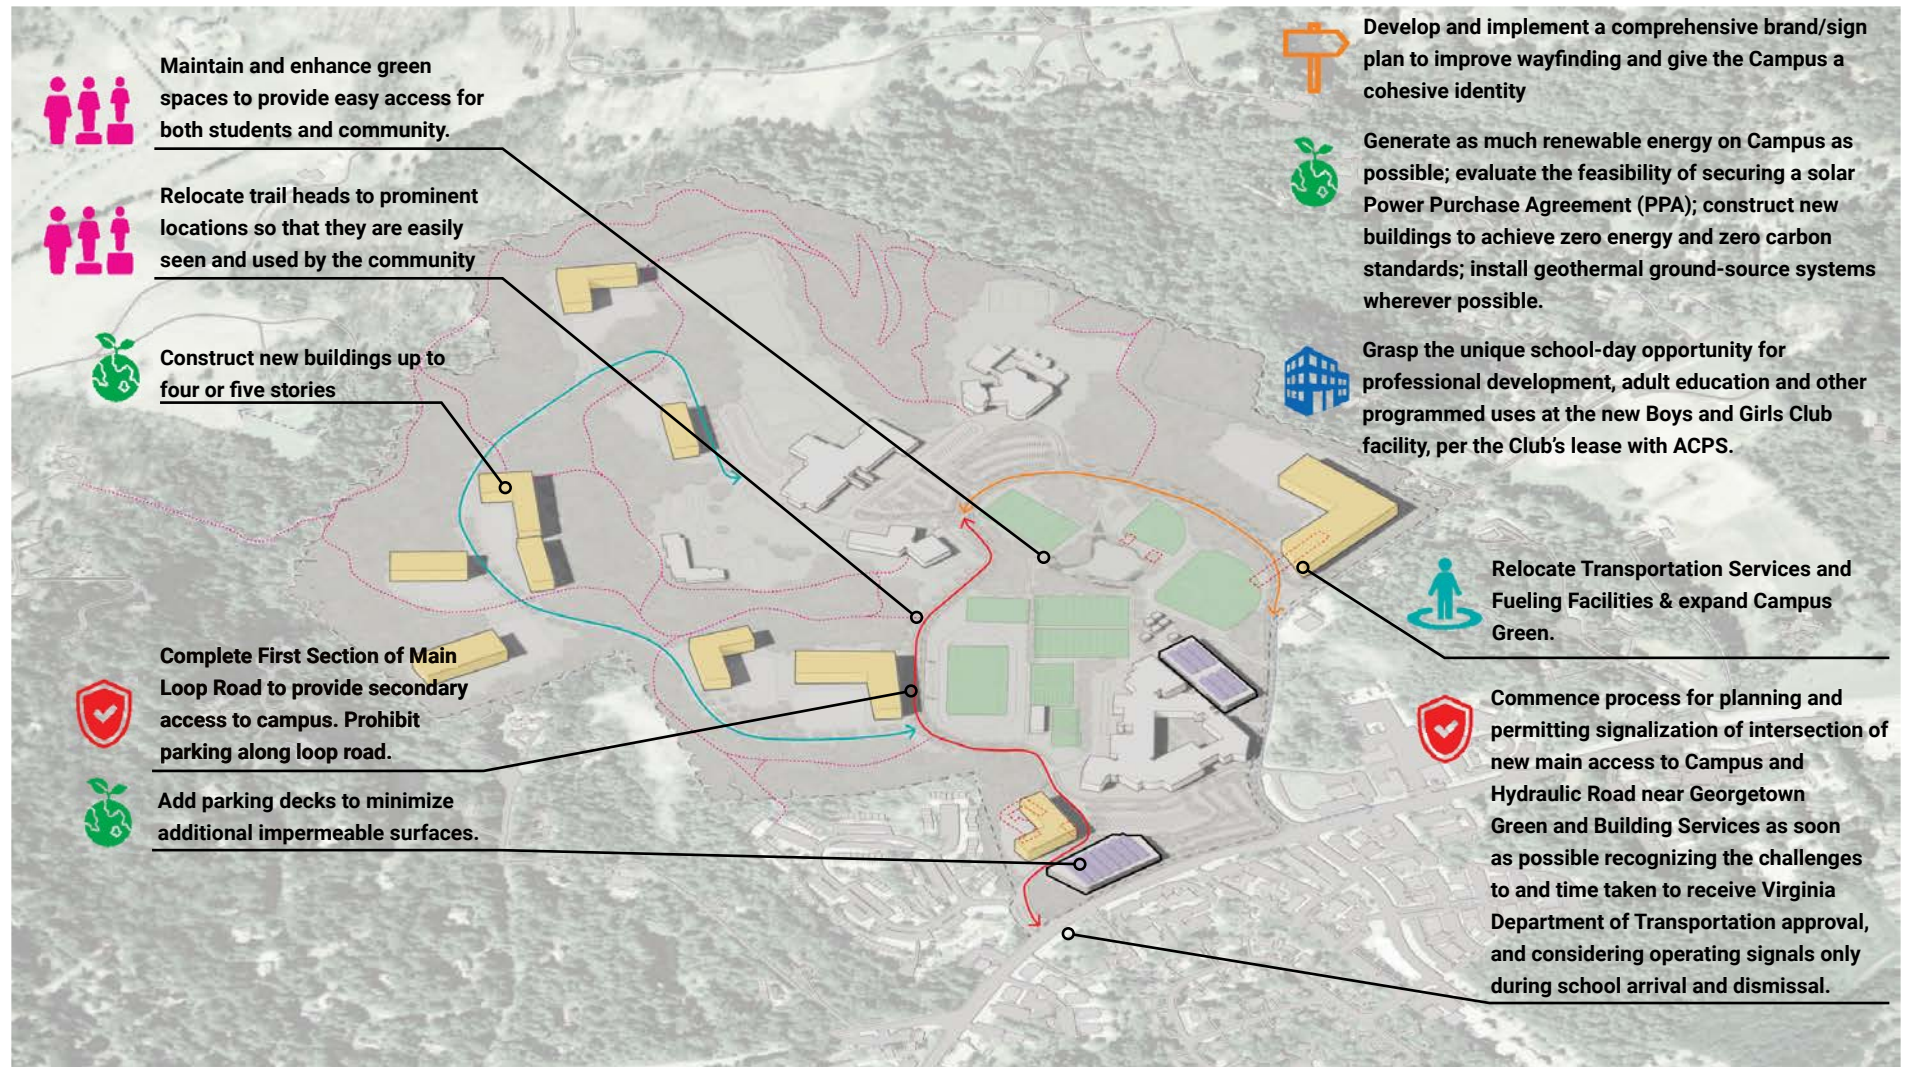 Maintain and enhance green
spaces to provide easy access for
both students and community.
Relocate trail heads to prominent
locations so that they are easily
seen and used by the community
Construct new buildings up to
four or five stories
Complete First Section of Main
Loop Road to provide secondary
access to campus. Prohibit
parking along loop road.
Add parking decks to minimize
additional impermeable surfaces.
Develop and implement a comprehensive brand/sign
plan to improve wayfinding and give the Campus a
cohesive identity
Generate as much renewable energy on Campus as
possible; evaluate the feasibility of securing a solar
Power Purchase Agreement (PPA); construct new
buildings to achieve zero energy and zero carbon
standards; install geothermal ground-source systems
wherever possible.
Grasp the unique school-day opportunity for
professional development, adult education and other
programmed uses at the new Boys and Girls Club
facility, per the Club's lease with ACPS.
Relocate Transportation Services and
Fueling Facilities & expand Campus
Green.
Commence process for planning and
permitting signalization of intersection of
new main access to Campus and
Hydraulic Road near Georgetown
Green and Building Services as soon
as possible recognizing the challenges
to and time taken to receive Virginia
Department of Transportation approval,
and considering operating signals only
during school arrival and dismissal.